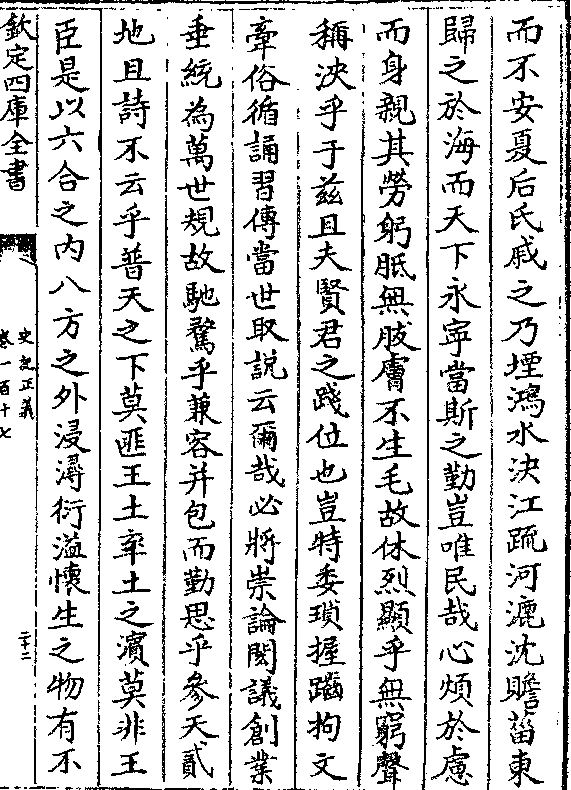 而不安夏后氏戚之乃堙鴻水決江疏河漉沈贍菑東
歸之於海而天下永寧當斯之勤豈唯民哉心煩於慮
而身親其勞躬胝無胈膚不生毛故休烈顯乎無窮聲
稱浹乎于茲且夫賢君之踐位也豈特委瑣握齱拘文
牽俗循誦習傳當世取說云爾哉必將崇論閎議創業
垂統為萬世規故馳騖乎兼容并包而勤思乎參天貳
地且詩不云乎普天之下莫匪王土率土之濱莫非王
臣是以六合之內八方之外浸潯衍溢懷生之物有不
欽定四庫全書
史記正義
卷一百十七
二十二